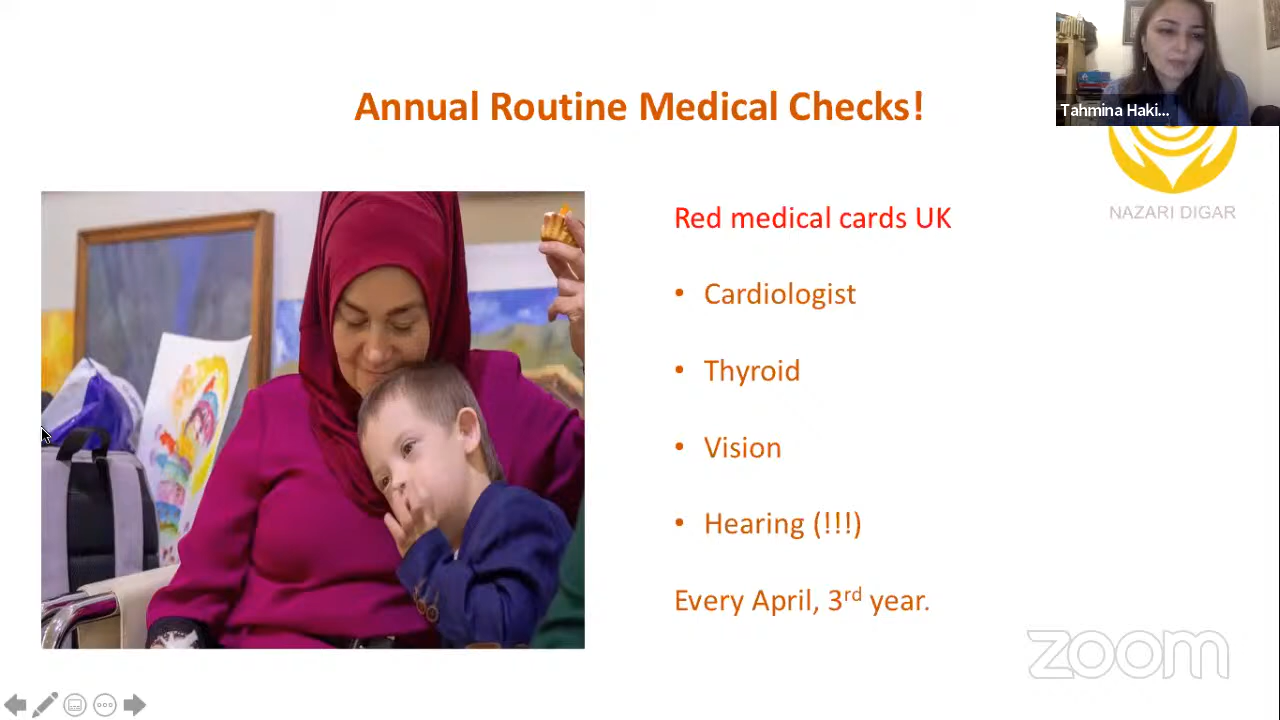 Annual Routine Medical Checks!
Tahmina Haki...
NAZARI DIGAR
Red medical cards UK
• Cardiologist
• Thyroid
• Vision
• Hearing (!!!)
Every April, 3rd year.
zoom